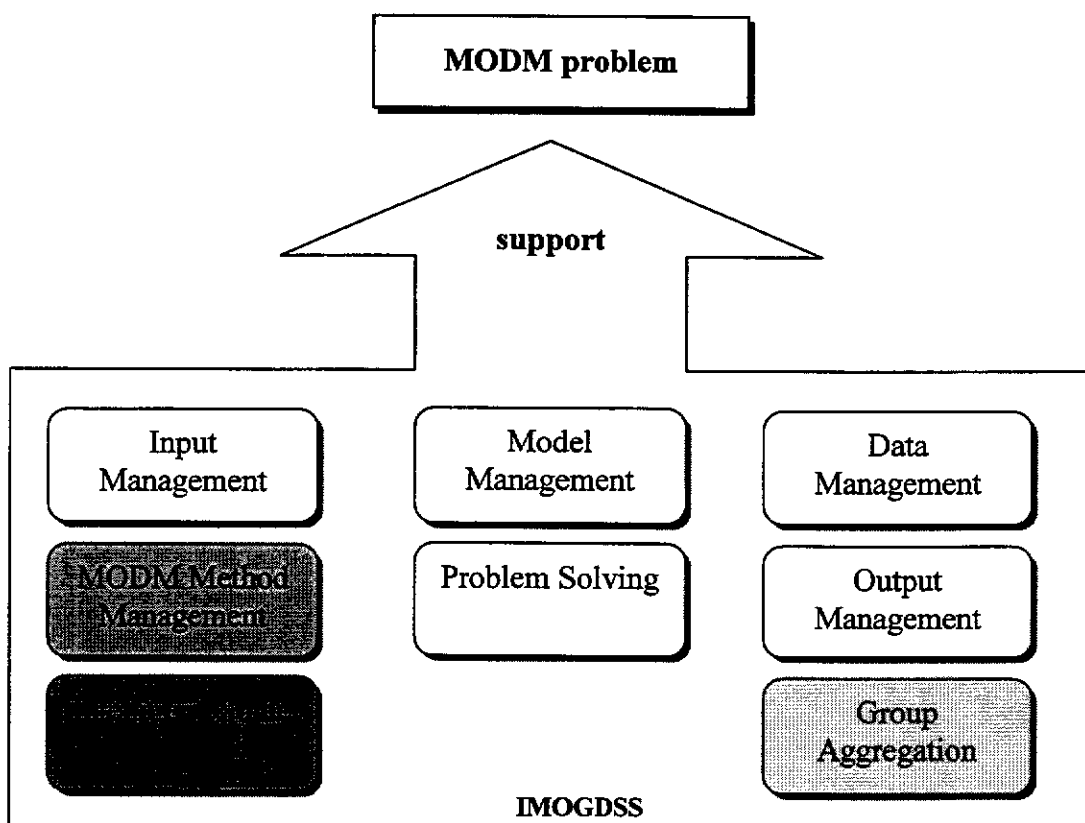 MODM problem
support
Input
Management
Model
Management
Data
Management
MODM Method
Management
Problem Solving
Output
Management
Group
Aggregation
IMOGDSS